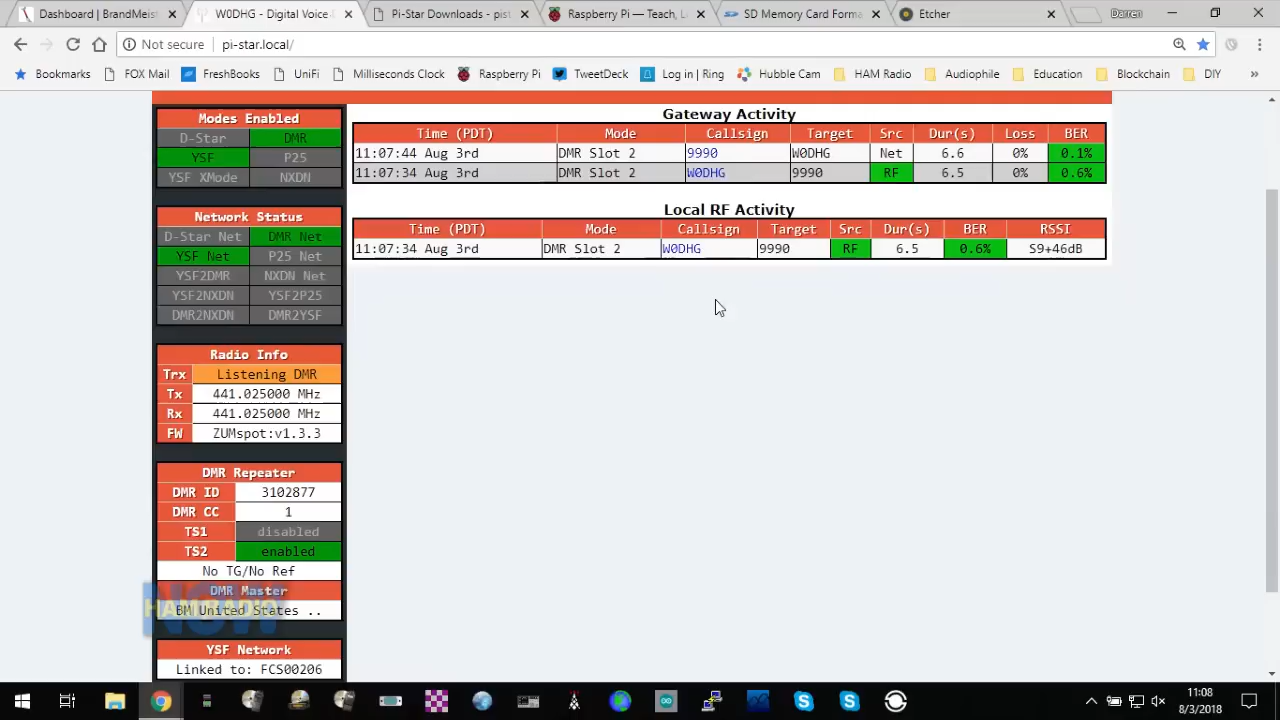 Dashboard | BrandMeist
W0DHG - Digital Voice
Pi-Star Downloads - pist
Raspberry Pi — Teach, L
SD Memory Card Forma
Etcher
Darren
Not secure
pi-star.local/
Bookmarks
FOX Mail
FreshBooks
UniFi
Milliseconds Clock
Raspberry Pi
TweetDeck
Log in | Ring
Hubble Cam
HAM Radio
Audiophile
Education
Blockchain
DIY
»
Modes Enabled
D-Star DMR
YSF P25
YSF XMode NXDN
Network Status
D-Star Net DMR Net
YSF Net P25 Net
YSF2DMR NXDN Net
YSF2NXDN YSF2P25
DMR2NXDN DMR2YSF
Radio Info
Trx Listening DMR
Tx 441.025000 MHz
Rx 441.025000 MHz
FW ZUMspot:v1.3.3
DMR Repeater
DMR ID 3102877
DMR CC 1
TS1 disabled
TS2 enabled
No TG/No Ref
DMR Master
BM United States ..
HAM RADIO
NOW
YSF Network
Linked to: FCS00206
Gateway Activity
Time (PDT) Mode Callsign Target Src Dur(s) Loss BER
11:07:44 Aug 3rd DMR Slot 2 9990 W0DHG Net 6.6 0% 0.1%
11:07:34 Aug 3rd DMR Slot 2 W0DHG 9990 RF 6.5 0% 0.6%
Local RF Activity
Time (PDT) Mode Callsign Target Src Dur(s) BER RSSI
11:07:34 Aug 3rd DMR Slot 2 W0DHG 9990 RF 6.5 0.6% S9+46dB
11:08
8/3/2018